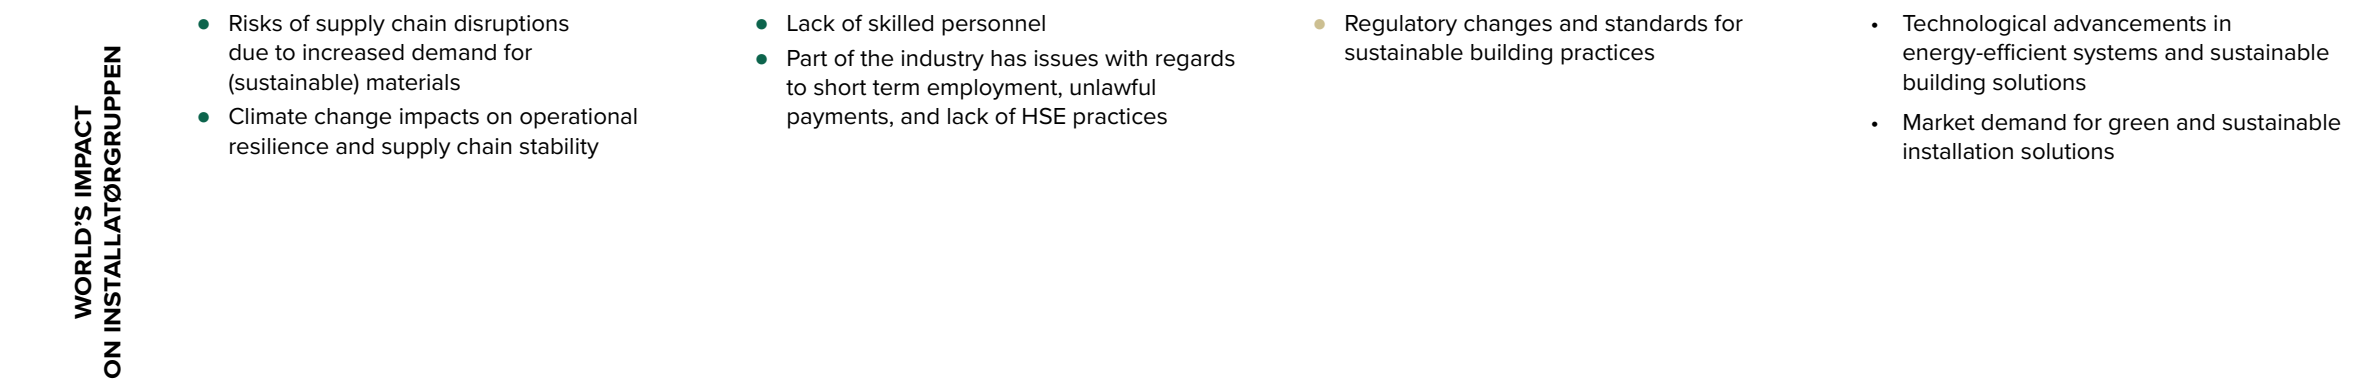 WORLD’S IMPACT
ON INSTALLATØRGRUPPEN
• Risks of supply chain disruptions
due to increased demand for
(sustainable) materials
• Climate change impacts on operational
resilience and supply chain stability
• Lack of skilled personnel
• Part of the industry has issues with regards
to short term employment, unlawful
payments, and lack of HSE practices
• Regulatory changes and standards for
sustainable building practices
• Technological advancements in
energy-efficient systems and sustainable
building solutions
• Market demand for green and sustainable
installation solutions